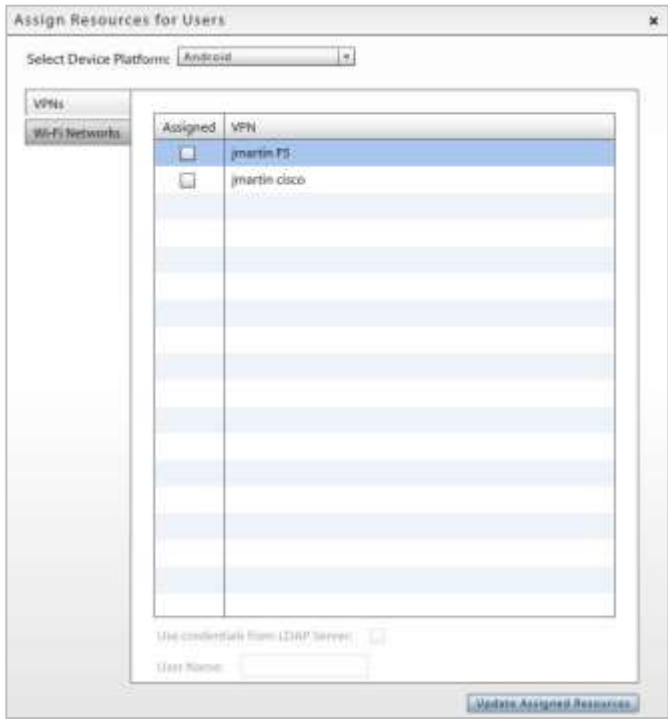 Assign Resources for Users
Select Device Platform: Android
VPNs
Wi-Fi Networks
Assigned VPN
jmartin F5
jmartin cisco
Use credentials from LDAP Server:
User Name:
Update Assigned Resources